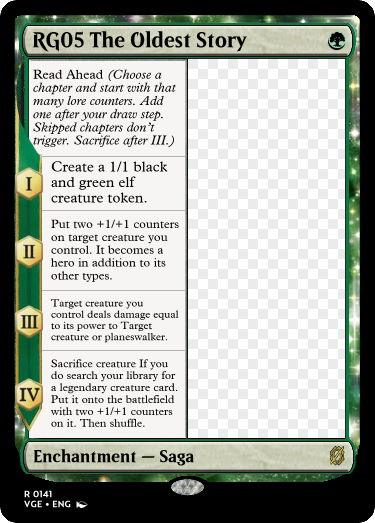 RG05 The Oldest Story
Read Ahead (Choose a
chapter and start with that
many lore counters. Add
one after your draw step.
Skipped chapters don't
trigger. Sacrifice after III.)
I
Create a 1/1 black
and green elf
creature token.
II
Put two +1/+1 counters
on target creature you
control. It becomes a
hero in addition to its
other types.
III
Target creature you
control deals damage equal
to its power to Target
creature or planeswalker.
IV
Sacrifice creature If you
do search your library for
a legendary creature card.
Put it onto the battlefield
with two +1/+1 counters
on it. Then shuffle.
Enchantment — Saga
R 0141
VGE • ENG